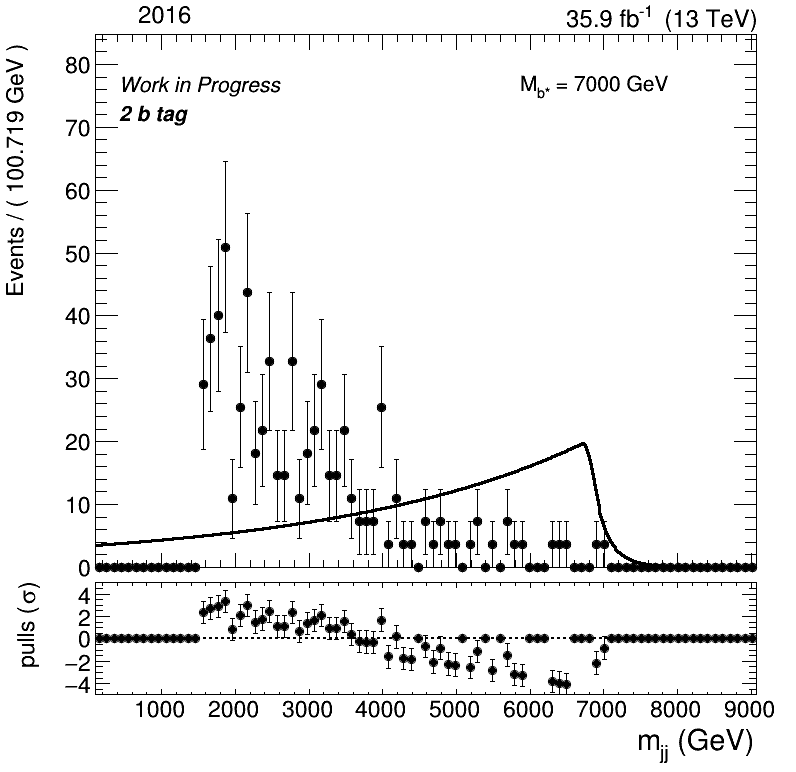 2016 35.9 fb⁻¹ (13 TeV)
Events / ( 100.719 GeV )
80
Work in Progress M_b* = 7000 GeV
2 b tag
70
60
50
40
30
20
10
0
pulls (σ)
4
2
0
−2
−4
1000 2000 3000 4000 5000 6000 7000 8000 9000
m_jj (GeV)